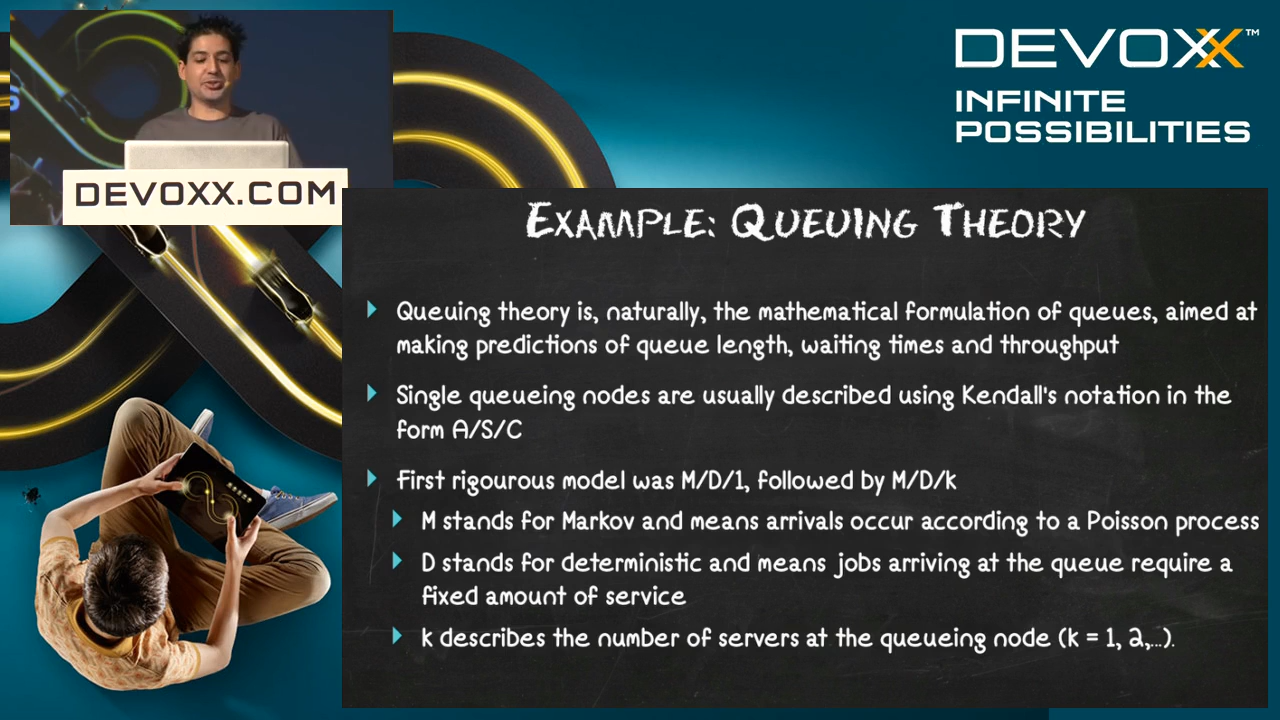 DEVOXX™
INFINITE
POSSIBILITIES
DEVOXX.COM
EXAMPLE: QUEUING THEORY
Queuing theory is, naturally, the mathematical formulation of queues, aimed at
making predictions of queue length, waiting times and throughput
Single queueing nodes are usually described using Kendall's notation in the
form A/S/C
First rigourous model was M/D/1, followed by M/D/k
M stands for Markov and means arrivals occur according to a Poisson process
D stands for deterministic and means jobs arriving at the queue require a
fixed amount of service
k describes the number of servers at the queueing node (k = 1, 2,...).